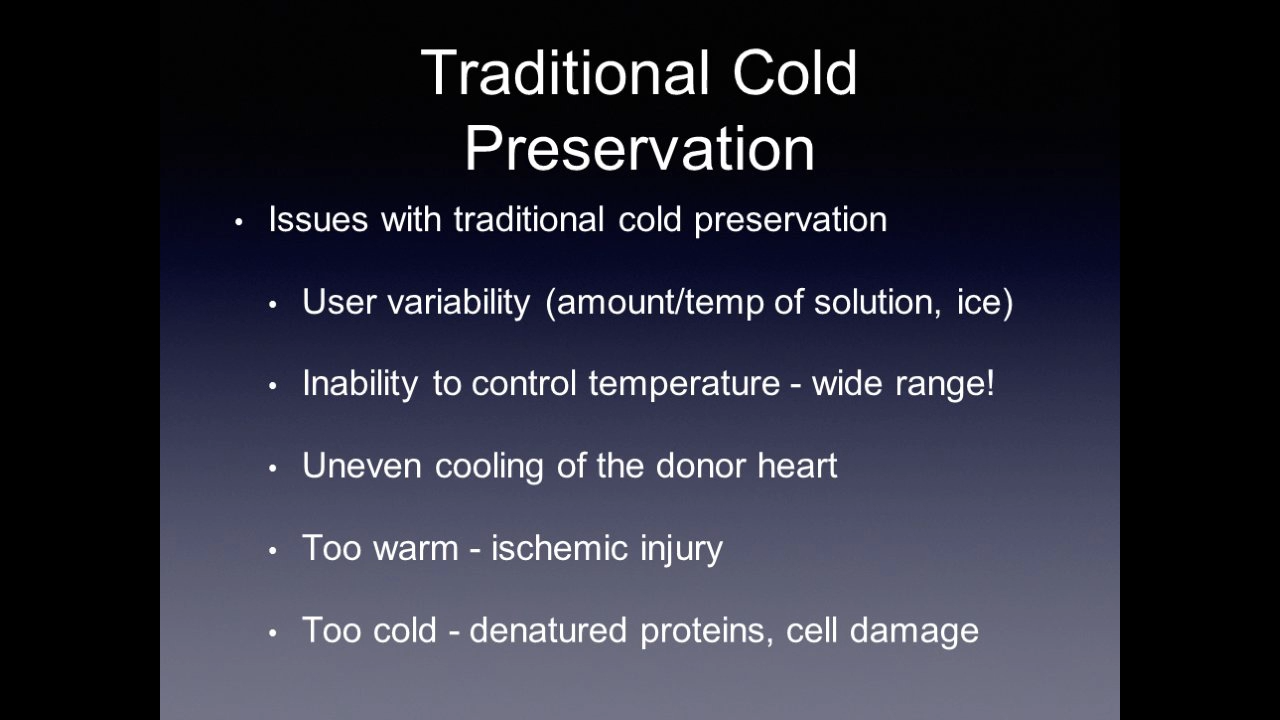 Traditional Cold
Preservation
• Issues with traditional cold preservation
• User variability (amount/temp of solution, ice)
• Inability to control temperature - wide range!
• Uneven cooling of the donor heart
• Too warm - ischemic injury
• Too cold - denatured proteins, cell damage